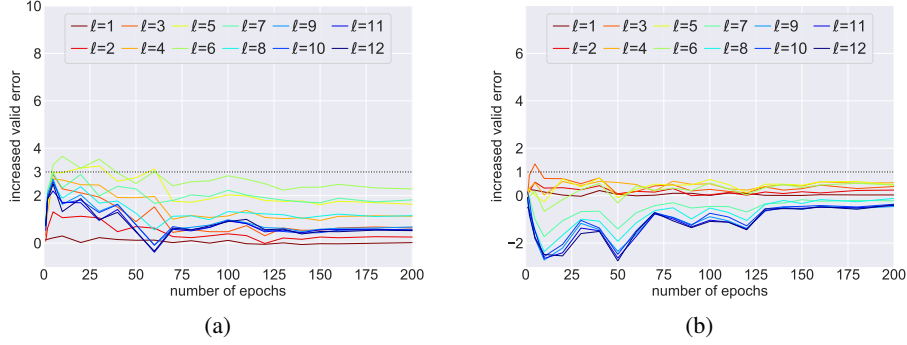 10
8
6
4
3
2
1
0
ℓ=1 ℓ=3 ℓ=5 ℓ=7 ℓ=9 ℓ=11
ℓ=2 ℓ=4 ℓ=6 ℓ=8 ℓ=10 ℓ=12
increased valid error
0 25 50 75 100 125 150 175 200
number of epochs
(a)
6
4
2
1
0
−2
ℓ=1 ℓ=3 ℓ=5 ℓ=7 ℓ=9 ℓ=11
ℓ=2 ℓ=4 ℓ=6 ℓ=8 ℓ=10 ℓ=12
increased valid error
0 25 50 75 100 125 150 175 200
number of epochs
(b)